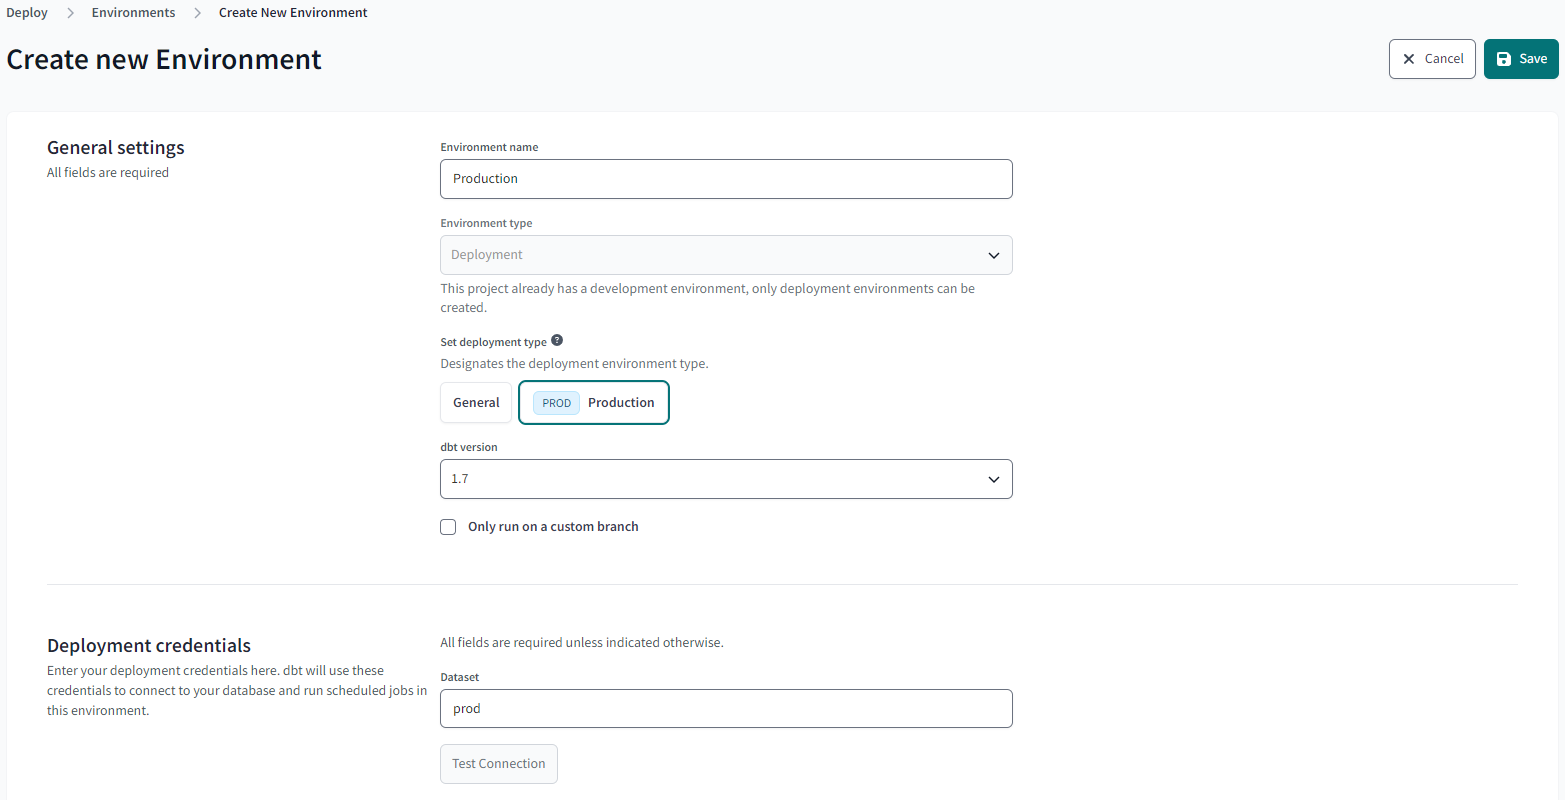 Deploy > Environments > Create New Environment
Create new Environment
Cancel
Save
General settings
All fields are required
Environment name
Production
Environment type
Deployment
This project already has a development environment, only deployment environments can be
created.
Set deployment type ?
Designates the deployment environment type.
General
PROD Production
dbt version
1.7
Only run on a custom branch
Deployment credentials
Enter your deployment credentials here. dbt will use these
credentials to connect to your database and run scheduled jobs in
this environment.
All fields are required unless indicated otherwise.
Dataset
prod
Test Connection